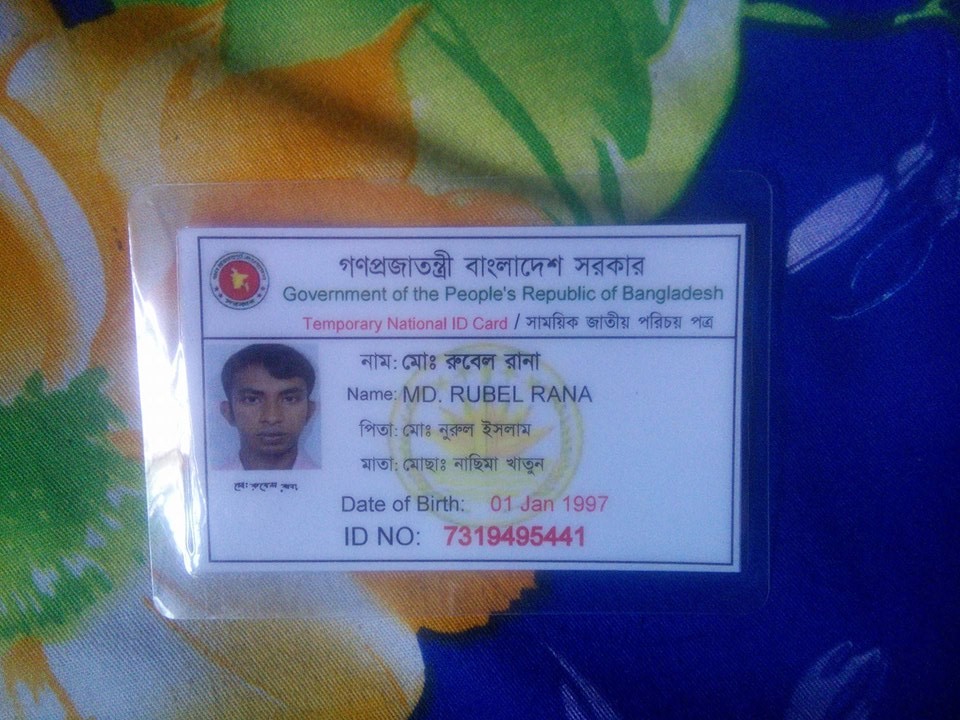 গণপ্রজাতন্ত্রী বাংলাদেশ সরকার
Government of the People's Republic of Bangladesh
Temporary National ID Card / সাময়িক জাতীয় পরিচয় পত্র
নাম: মোঃ রুবেল রানা
Name: MD. RUBEL RANA
পিতা: মোঃ নুরুল ইসলাম
মাতা: মোছাঃ নাছিমা খাতুন
মোঃ রুবেল রানা
Date of Birth: 01 Jan 1997
ID NO: 7319495441